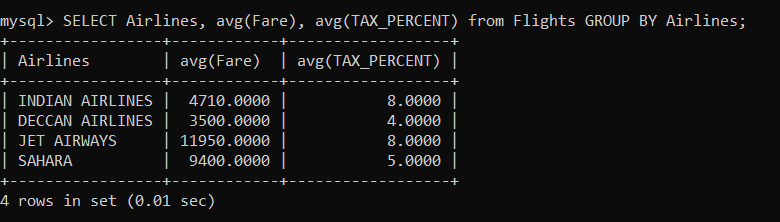 mysql> SELECT Airlines, avg(Fare), avg(TAX_PERCENT) from Flights GROUP BY Airlines;
+-----------------+------------+------------------+
| Airlines        | avg(Fare)  | avg(TAX_PERCENT) |
+-----------------+------------+------------------+
| INDIAN AIRLINES |  4710.0000 |           8.0000 |
| DECCAN AIRLINES |  3500.0000 |           4.0000 |
| JET AIRWAYS     | 11950.0000 |           8.0000 |
| SAHARA          |  9400.0000 |           5.0000 |
+-----------------+------------+------------------+
4 rows in set (0.01 sec)